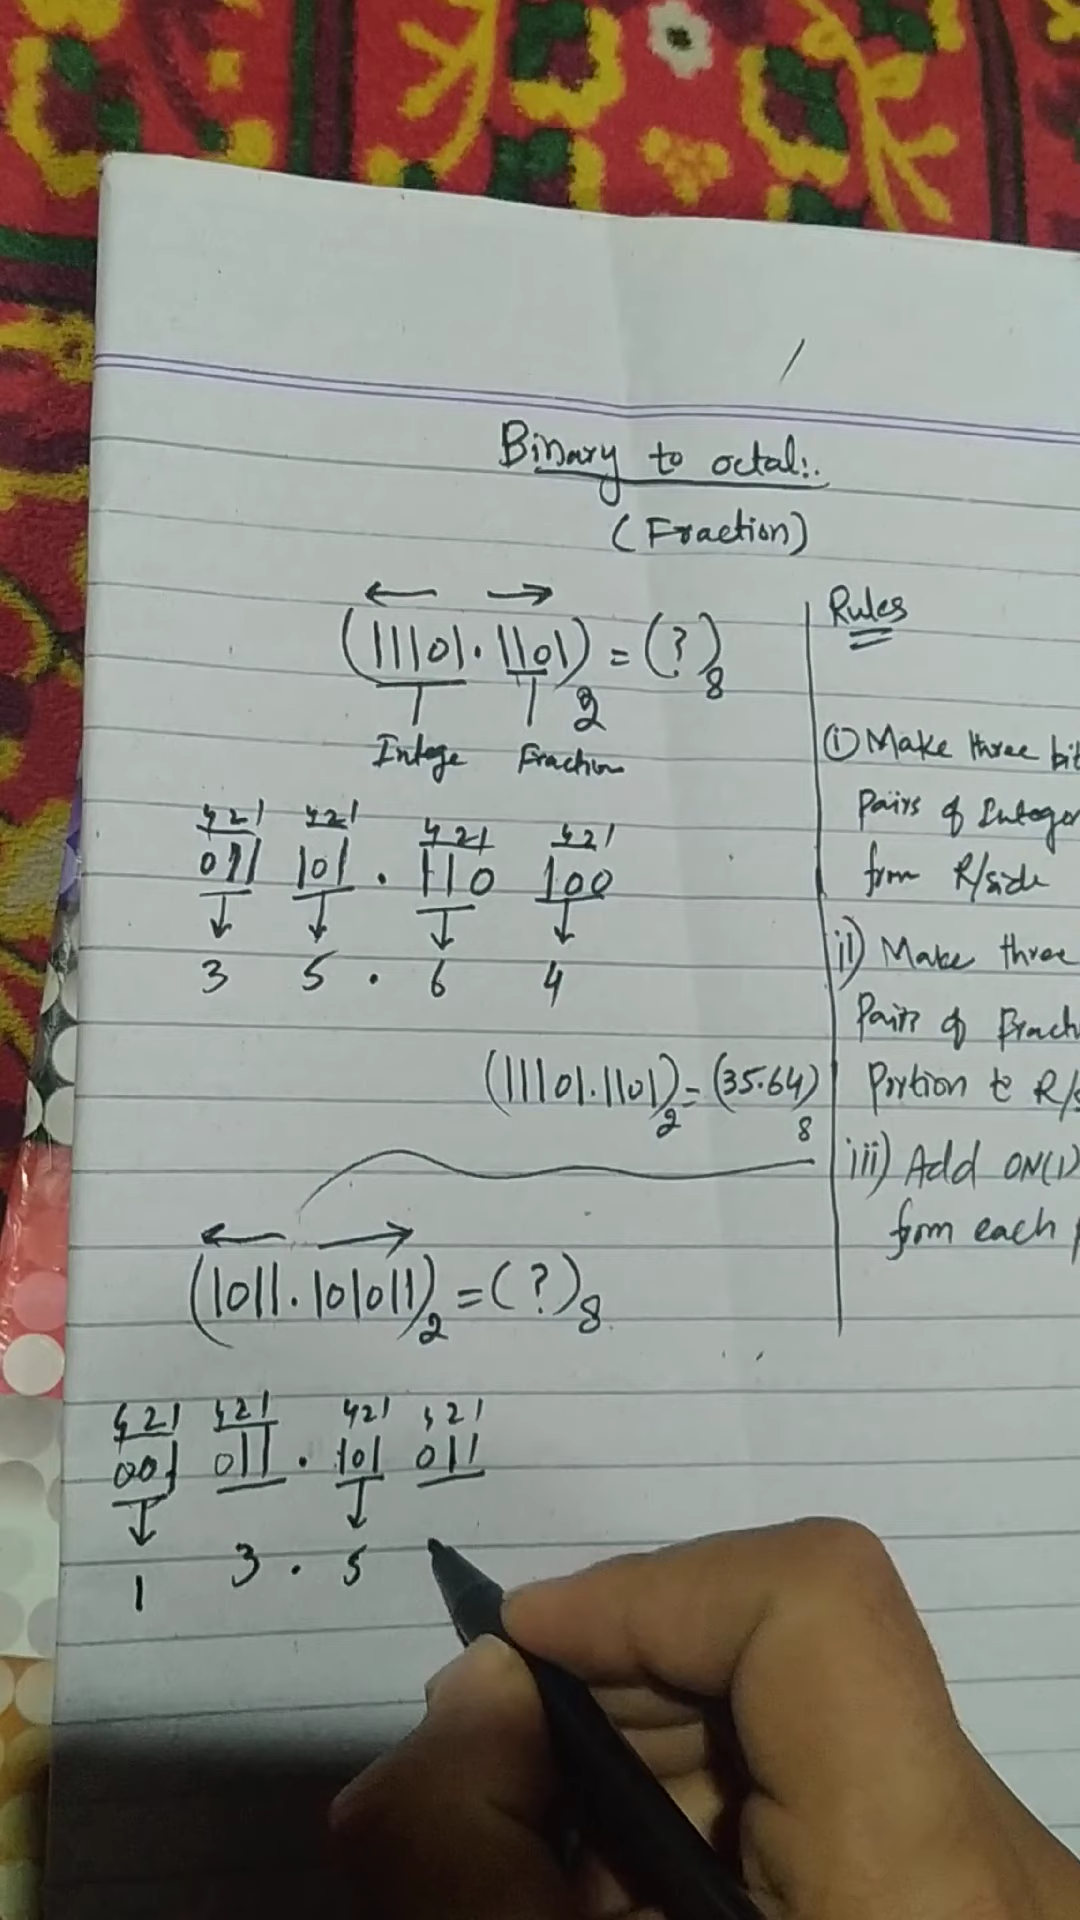 Binary to octal:.
(Fraction)
(11101.1101)2 = (?)8
Intege Fraction
421 421 421 421
011 101 . 110 100
3 5 . 6 4
(11101.1101)2 = (35.64)8
(1011.101011)2 = (?)8
421 421 421 421
001 011 . 101 011
1 3 . 5
Rules
(i) Make three bit
Pairs of Integer
from R/side
ii) Make three
Pairs of Fract
Portion to R/s
iii) Add ON(1)
from each